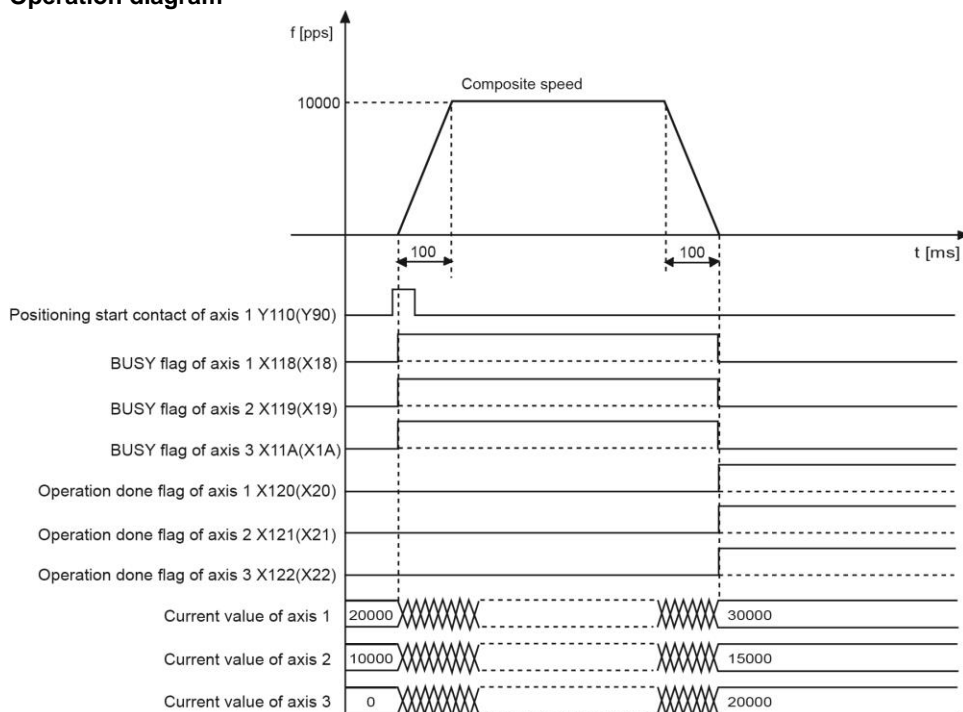 Operation diagram
f [pps]
Composite speed
10000
100
100
t [ms]
Positioning start contact of axis 1 Y110(Y90)
BUSY flag of axis 1 X118(X18)
BUSY flag of axis 2 X119(X19)
BUSY flag of axis 3 X11A(X1A)
Operation done flag of axis 1 X120(X20)
Operation done flag of axis 2 X121(X21)
Operation done flag of axis 3 X122(X22)
Current value of axis 1 20000 30000
Current value of axis 2 10000 15000
Current value of axis 3 0 20000